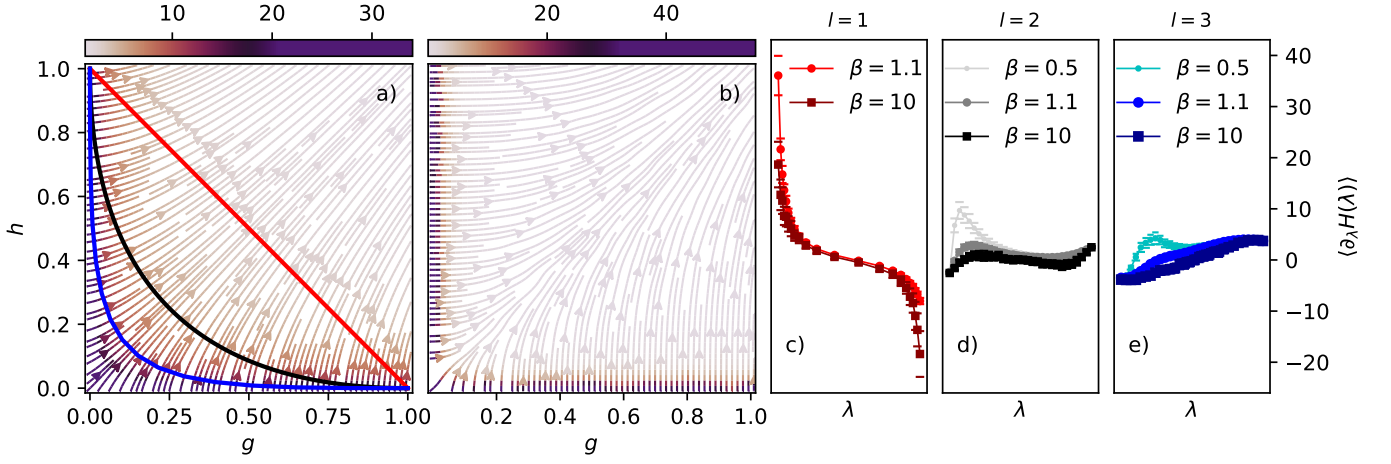 10 20 30
20 40
l = 1
l = 2
l = 3
a)
b)
β = 1.1
β = 10
β = 0.5
β = 1.1
β = 10
β = 0.5
β = 1.1
β = 10
c)
d)
e)
1.0
0.8
0.6
0.4
0.2
0.0
h
0.00 0.25 0.50 0.75 1.00
g
0.2 0.4 0.6 0.8 1.0
g
λ
λ
λ
40
30
20
10
0
−10
−20
⟨∂λH(λ)⟩